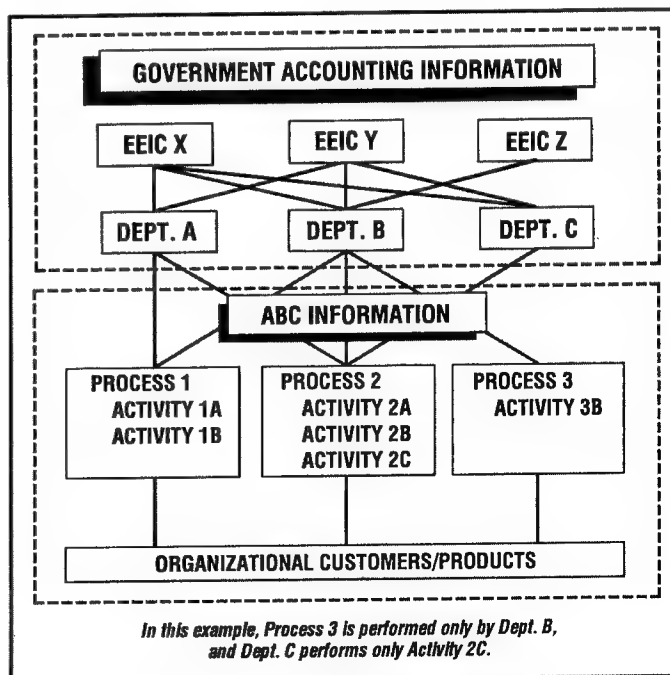 GOVERNMENT ACCOUNTING INFORMATION
EEIC X
EEIC Y
EEIC Z
DEPT. A
DEPT. B
DEPT. C
ABC INFORMATION
PROCESS 1
ACTIVITY 1A
ACTIVITY 1B
PROCESS 2
ACTIVITY 2A
ACTIVITY 2B
ACTIVITY 2C
PROCESS 3
ACTIVITY 3B
ORGANIZATIONAL CUSTOMERS/PRODUCTS
In this example, Process 3 is performed only by Dept. B,
and Dept. C performs only Activity 2C.